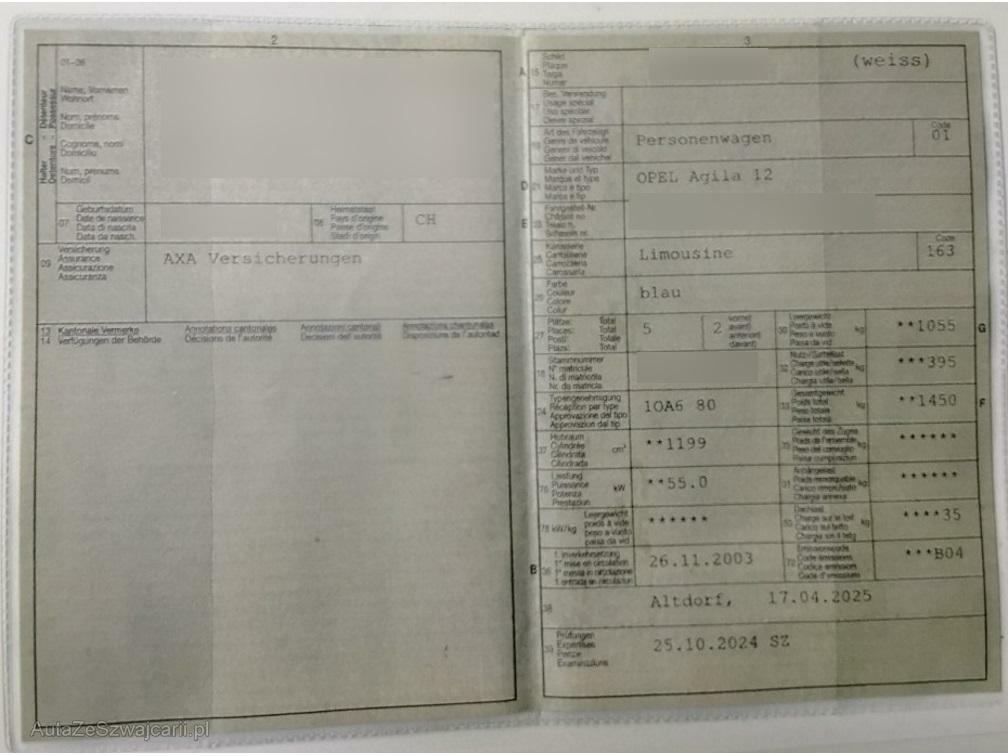 2
01-06
Name, Vornamen
Wohnort
Nom, prénoms
Domicile
Cognome, nomi
Domicilio
Num, prenums
Domicil
C
Halter - Détenteur
Detentore - Possessur
07
Geburtsdatum
Date de naissance
Data di nascita
Data da nasch.
08
Heimatstaat
Pays d'origine
Paese d'origine
Stadi d'origin
CH
09
Versicherung
Assurance
Assicurazione
Assicuranza
AXA Versicherungen
13 Kantonale Vermerke
14 Verfügungen der Behörde
Annotations cantonales
Décisions de l'autorité
Annotazioni cantonali
Decisioni dell'autorità
Annotaziuns chantunalas
Disposiziuns da l'autoritad
3
A 15
Schild
Plaque
Targa
Numer
(weiss)
17
Bes. Verwendung
Usage spécial
Uso speciale
Diever spezial
Art des Fahrzeugs
Genre de véhicule
Genere di veicolo
Gener dal vehichel
Personenwagen
Code
01
D 21
Marke und Typ
Marque et type
Marca e tipo
Marca e tip
OPEL Agila 12
E 23
Fahrgestell-Nr.
Châssis no
Telaio n.
Schassis nr.
25
Karosserie
Carrosserie
Carrozzeria
Carossaria
Limousine
Code
163
26
Farbe
Couleur
Colore
Colur
blau
27
Plätze: Total
Places: Total
Posti: Totale
Plazs: Total
5
2
vorne)
avant)
anteriori)
davant)
30
Leergewicht
Poids à vide
Peso a vuoto
Paisa da vid
kg
**1055
G
18
Stammnummer
N° matricule
N. di matricola
Nr. da matricla
32
Nutz-/Sattellast
Charge utile/sellette
Carico utile/sella
Chargia utila/sella
kg
***395
24
Typengenehmigung
Réception par type
Approvazione del tipo
Approvaziun dal tip
1OA6 80
33
Gesamtgewicht
Poids total
Peso totale
Paisa totala
kg
**1450
F
37
Hubraum
Cylindrée
Cilindrata
Cilindrada
cm³
**1199
35
Gewicht des Zuges
Poids de l'ensemble
Peso del convoglio
Paisa cumposiziun
******
76
Leistung
Puissance
Potenza
Prestaziun
kW
**55.0
31
Anhängelast
Poids remorquable
Carico rimorchiato
Chargia annexa
kg
******
78 kW/kg
Leergewicht
poids à vide
peso a vuoto
paisa da vid
******
55
Dachlast
Charge sur le toit
Carico sul tetto
Chargia sin il tetg
kg
****35
B 36
1. Inverkehrsetzung
1re mise en circulation
1a messa in circolazione
1. entrada en circulaziun
26.11.2003
72
Emissionscode
Code émissions
Codice emissioni
Code d'emissiuns
***B04
38
Altdorf, 17.04.2025
39
Prüfungen
Expertises
Perizie
Examinaziuns
25.10.2024 SZ
AutaZeSzwajcarii.pl